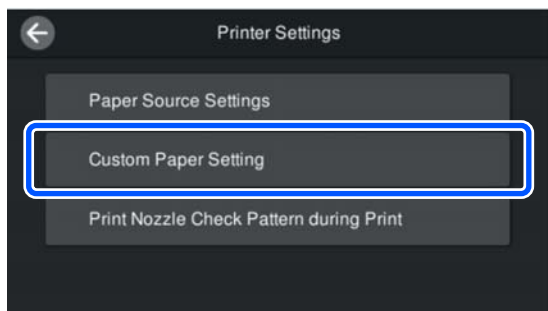 Printer Settings
Paper Source Settings
Custom Paper Setting
Print Nozzle Check Pattern during Print